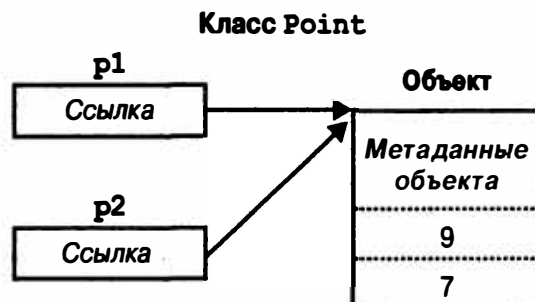 Класс Point
p1
Ссылка
Объект
Метаданные
объекта
p2
Ссылка
9
7